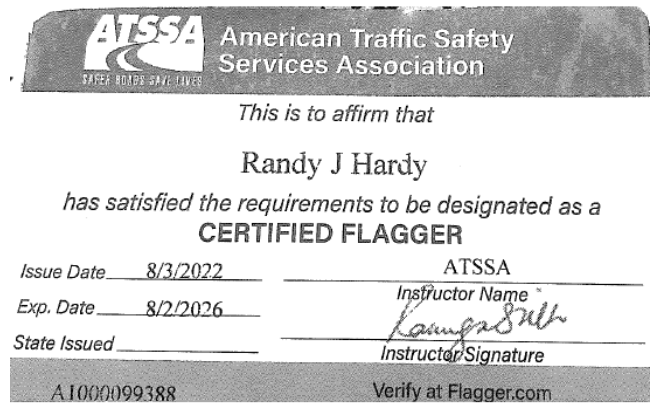 ATSSA
SAFER ROADS SAVE LIVES
American Traffic Safety
Services Association
This is to affirm that
Randy J Hardy
has satisfied the requirements to be designated as a
CERTIFIED FLAGGER
Issue Date 8/3/2022
ATSSA
Instructor Name
Exp. Date 8/2/2026
State Issued
Instructor Signature
A1000099388
Verify at Flagger.com